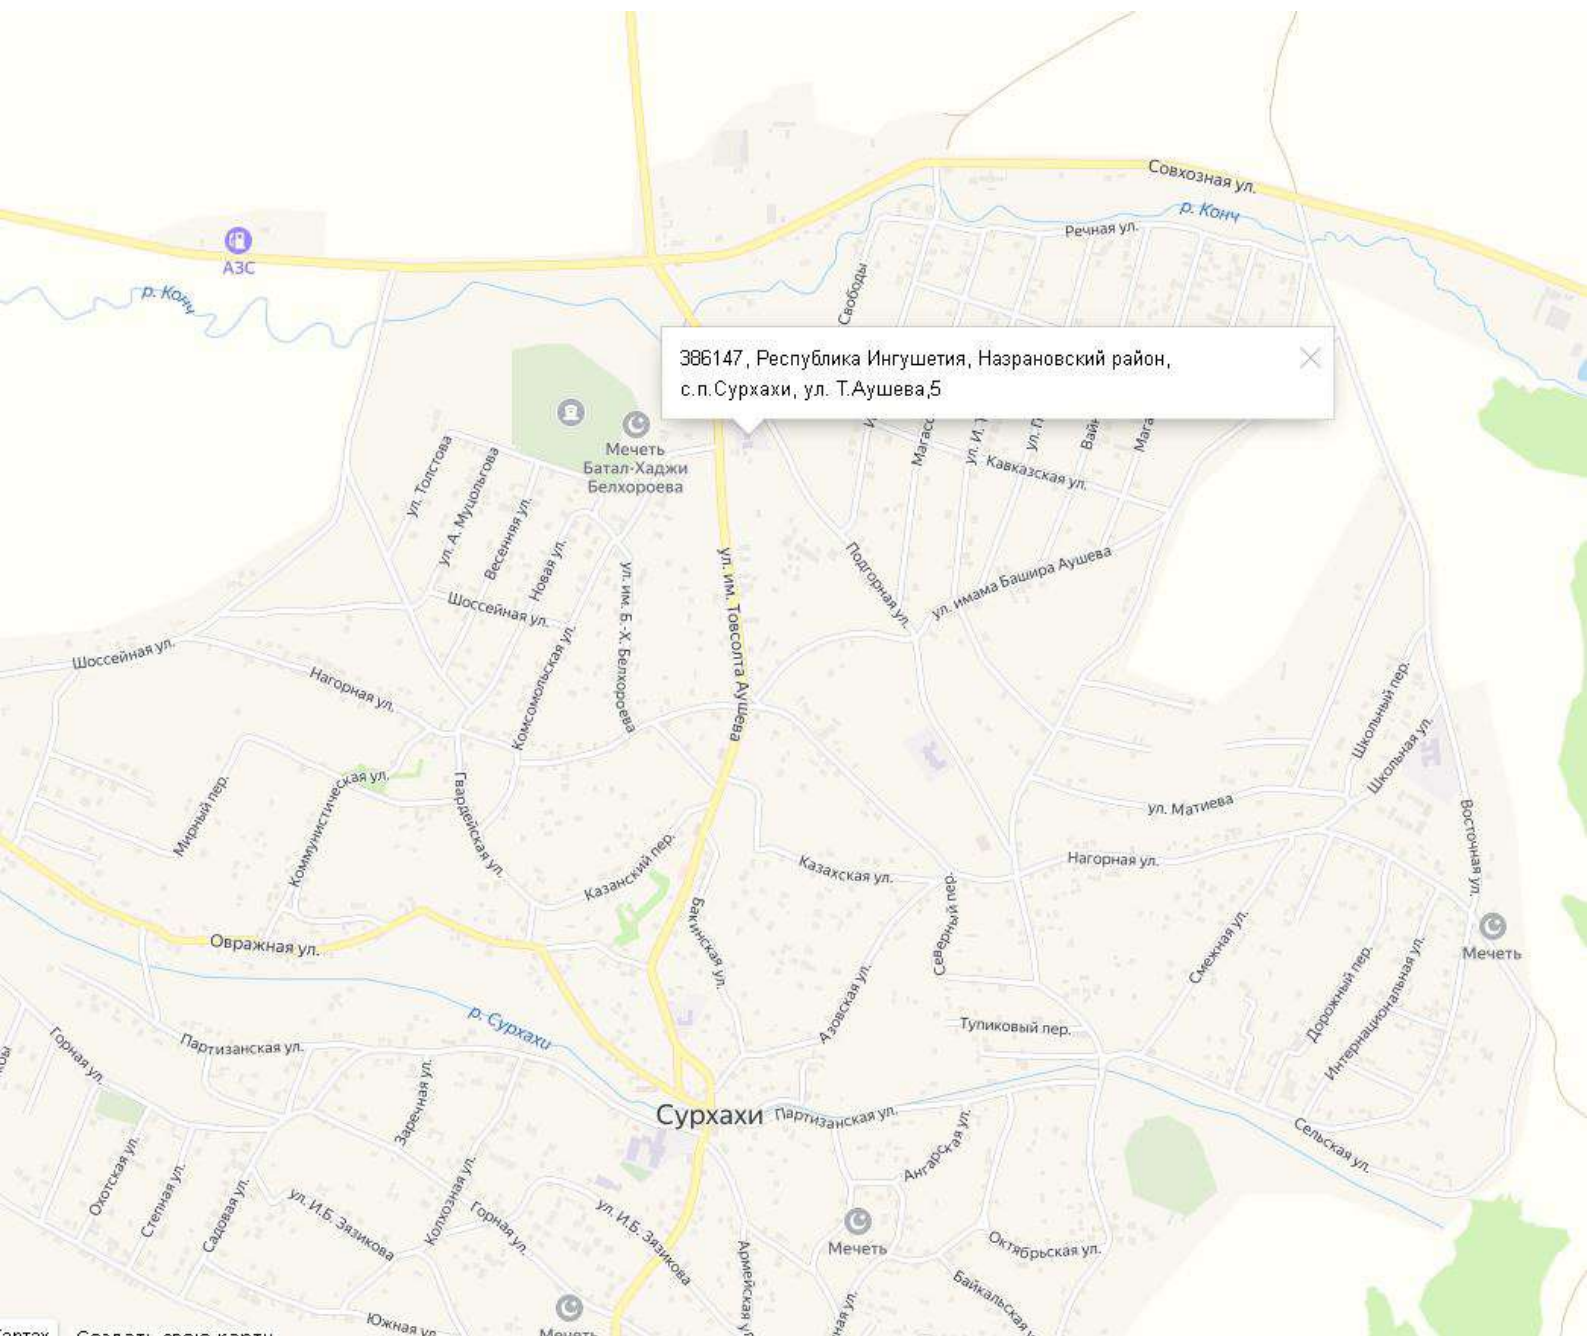 Совхозная ул.
р. Конч
Речная ул.
АЗС
р. Конч
Свободы
386147, Республика Ингушетия, Назрановский район,
с.п.Сурхахи, ул. Т.Аушева,5
Мечеть
Батал-Хаджи
Белхороева
ул. Толстова
ул. А. Муцольгова
Весенняя ул.
Новая ул.
Шоссейная ул.
Комсомольская ул.
ул. им. Б.-Х. Белхороева
ул. им. Товсолта Аушева
Кавказская ул.
Подгорная ул.
ул. имама Башира Аушева
Шоссейная ул.
Нагорная ул.
Мирный пер.
Коммунистическая ул.
Гвардейская ул.
Казанский пер.
Школьный пер.
Школьная ул.
ул. Матиева
Восточная ул.
Нагорная ул.
Казахская ул.
Бакинская ул.
Северный пер.
Азовская ул.
Смежная ул.
Дорожный пер.
Интернациональная ул.
Мечеть
Овражная ул.
р. Сурхахи
Тупиковый пер.
Партизанская ул.
Горная ул.
Заречная ул.
Сурхахи
Партизанская ул.
Ангарская ул.
Сельская ул.
Охотская ул.
Степная ул.
Садовая ул.
ул. И.Б. Зязикова
Колхозная ул.
Горная ул.
ул. И.Б. Зязикова
Армейская у
Мечеть
Октябрьская ул.
Байкальская
Южная ул
Мечеть
Создать свою карту